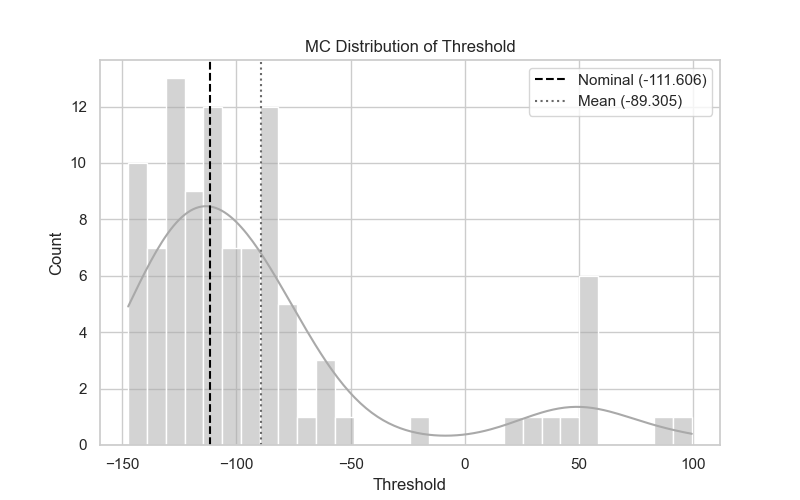 MC Distribution of Threshold
Nominal (-111.606)
Mean (-89.305)
Count
12
10
8
6
4
2
0
−150
−100
−50
0
50
100
Threshold